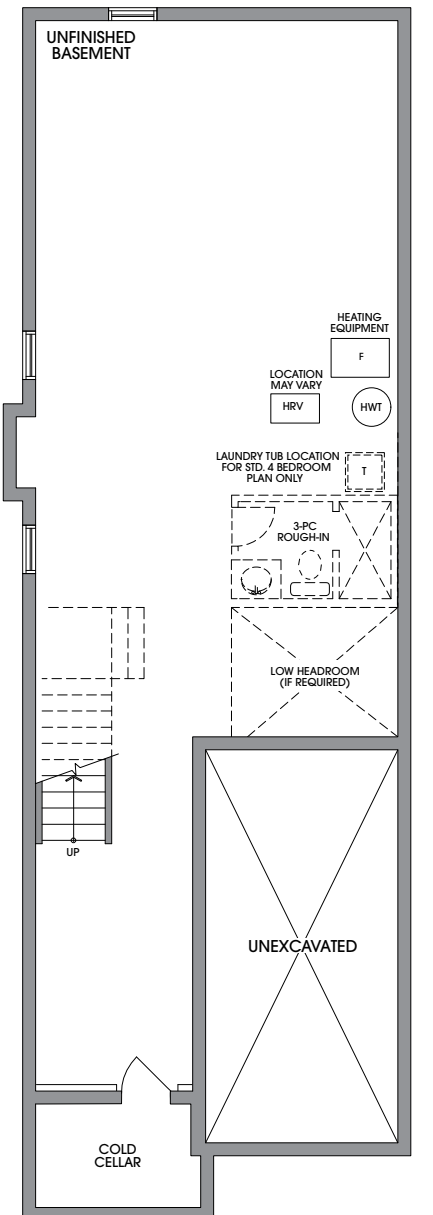 UNFINISHED
BASEMENT
HEATING
EQUIPMENT
F
LOCATION
MAY VARY
HRV
HWT
LAUNDRY TUB LOCATION
FOR STD. 4 BEDROOM
PLAN ONLY
T
3-PC
ROUGH-IN
LOW HEADROOM
(IF REQUIRED)
UP
UNEXCAVATED
COLD
CELLAR